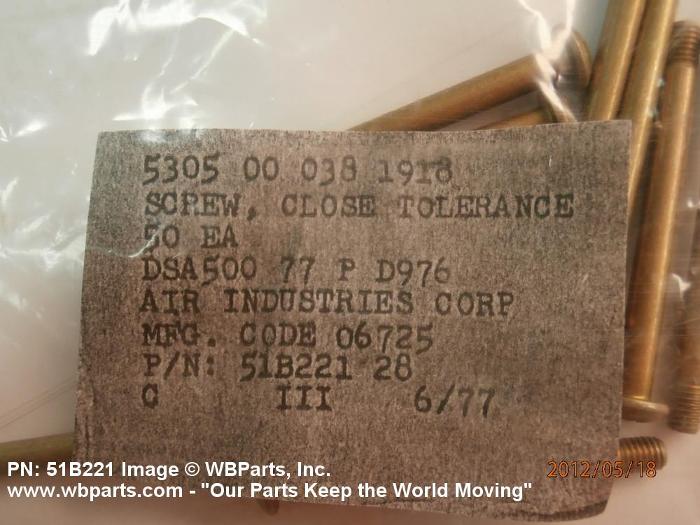 5305 00 038 1918
SCREW, CLOSE TOLERANCE
50 EA
DSA500 77 P D976
AIR INDUSTRIES CORP
MFG. CODE 06725
P/N: 51B221 28
C III 6/77
PN: 51B221 Image © WBParts, Inc.
2012/05/18
www.wbparts.com - "Our Parts Keep the World Moving"